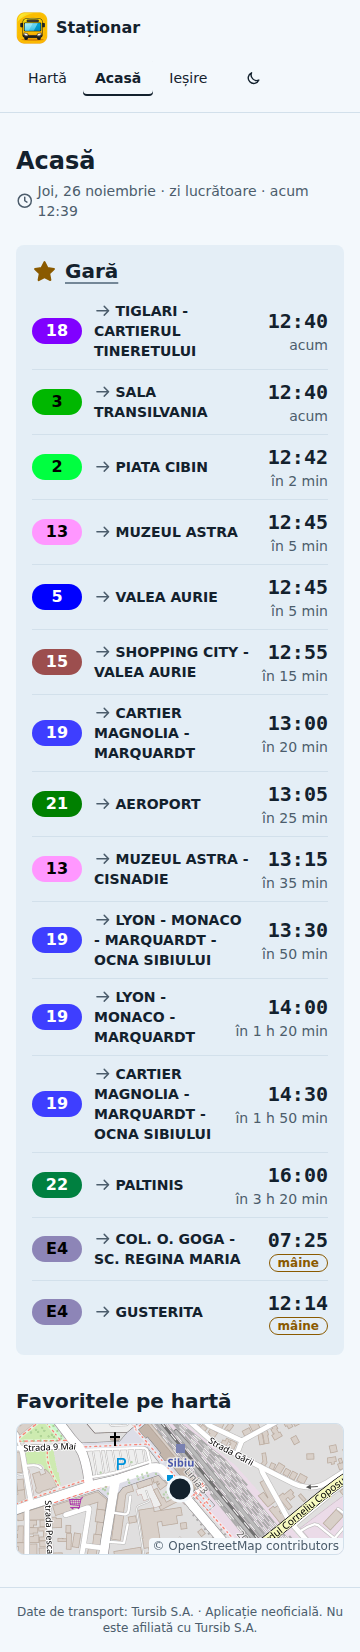 Staționar
Hartă Acasă Ieșire
Acasă
Joi, 26 noiembrie · zi lucrătoare · acum
12:39
Gară
18 → TIGLARI -
CARTIERUL
TINERETULUI
12:40
acum
3 → SALA
TRANSILVANIA
12:40
acum
2 → PIATA CIBIN
12:42
în 2 min
13 → MUZEUL ASTRA
12:45
în 5 min
5 → VALEA AURIE
12:45
în 5 min
15 → SHOPPING CITY -
VALEA AURIE
12:55
în 15 min
19 → CARTIER
MAGNOLIA -
MARQUARDT
13:00
în 20 min
21 → AEROPORT
13:05
în 25 min
13 → MUZEUL ASTRA -
CISNADIE
13:15
în 35 min
19 → LYON - MONACO
- MARQUARDT -
OCNA SIBIULUI
13:30
în 50 min
19 → LYON -
MONACO -
MARQUARDT
14:00
în 1 h 20 min
19 → CARTIER
MAGNOLIA -
MARQUARDT -
OCNA SIBIULUI
14:30
în 1 h 50 min
22 → PALTINIS
16:00
în 3 h 20 min
E4 → COL. O. GOGA -
SC. REGINA MARIA
07:25
mâine
E4 → GUSTERITA
12:14
mâine
Favoritele pe hartă
Strada 9 Mai
P
Sibiu
Strada Gării
Strada Pesca
dul Corneliu Coposu
© OpenStreetMap contributors
Date de transport: Tursib S.A. · Aplicație neoficială. Nu
este afiliată cu Tursib S.A.